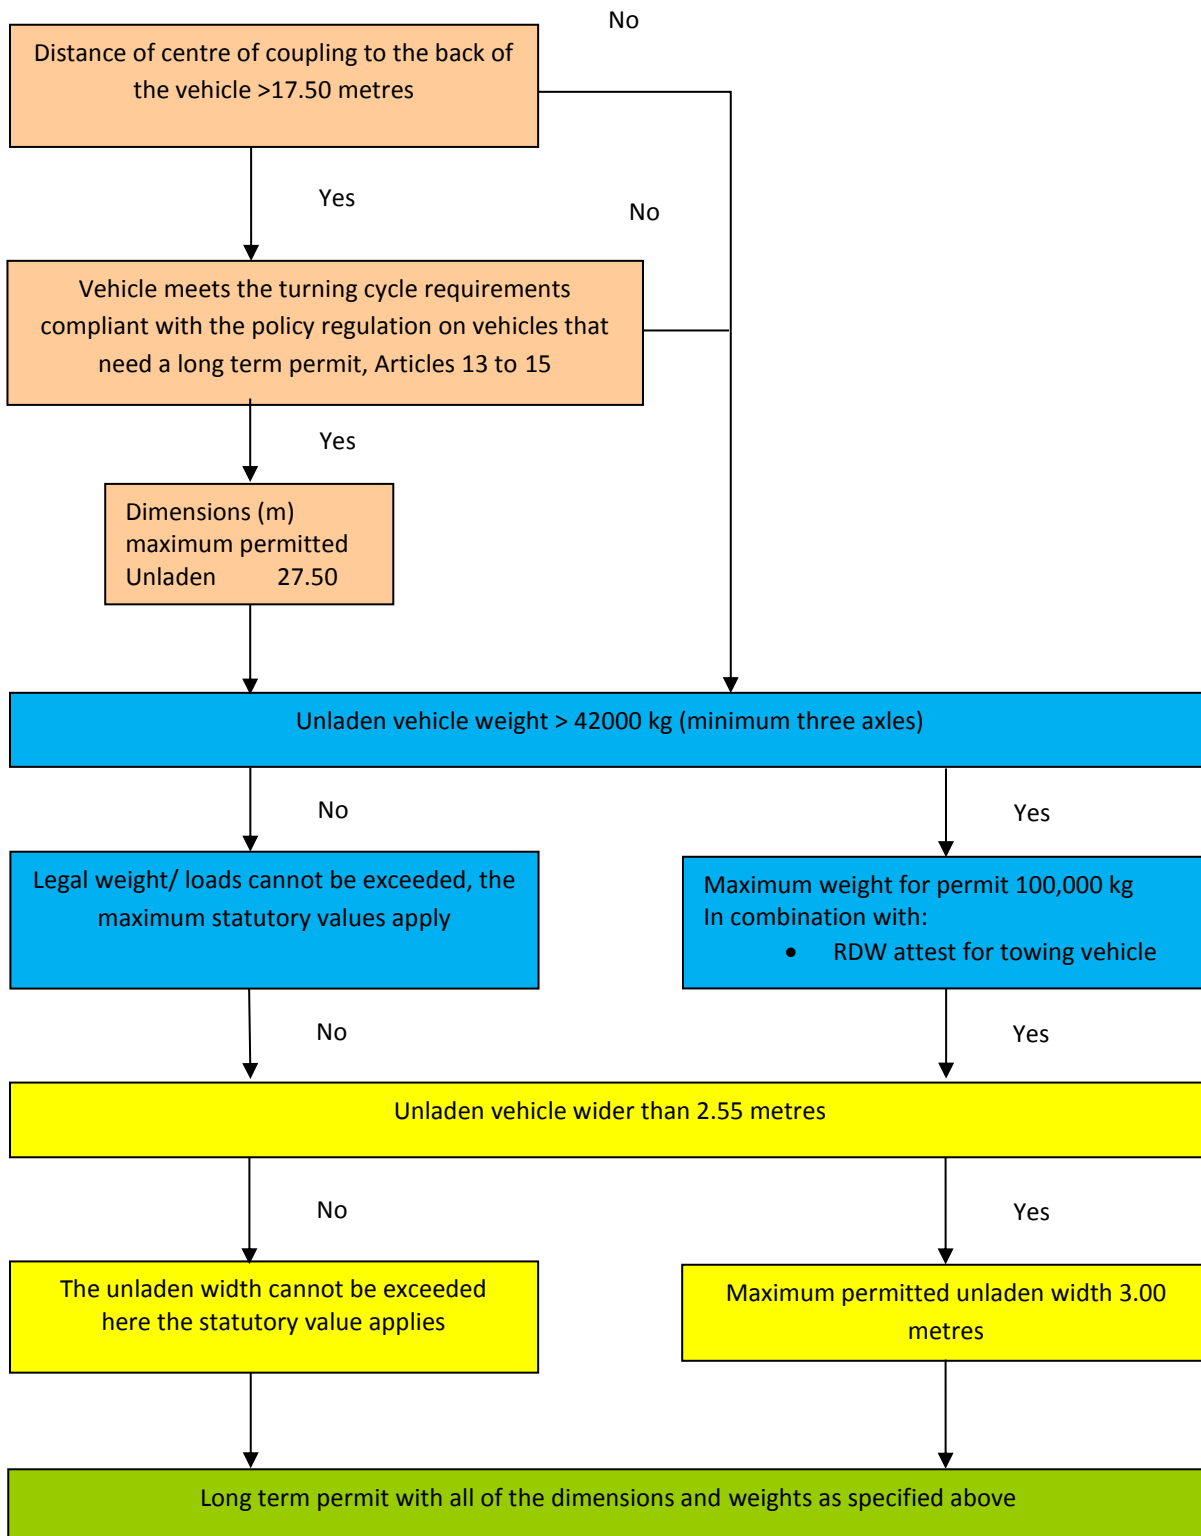 No
Distance of centre of coupling to the back of
the vehicle >17.50 metres
Yes
No
Vehicle meets the turning cycle requirements
compliant with the policy regulation on vehicles that
need a long term permit, Articles 13 to 15
Yes
Dimensions (m)
maximum permitted
Unladen 27.50
Unladen vehicle weight > 42000 kg (minimum three axles)
No
Yes
Legal weight/ loads cannot be exceeded, the
maximum statutory values apply
Maximum weight for permit 100,000 kg
In combination with:
• RDW attest for towing vehicle
No
Yes
Unladen vehicle wider than 2.55 metres
No
Yes
The unladen width cannot be exceeded
here the statutory value applies
Maximum permitted unladen width 3.00
metres
Long term permit with all of the dimensions and weights as specified above